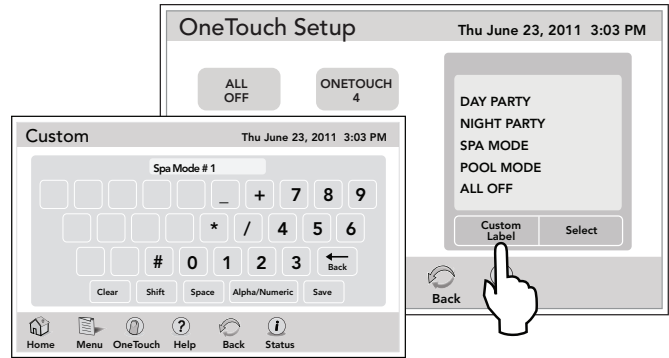 OneTouch Setup
Thu June 23, 2011 3:03 PM
ALL
OFF
ONETOUCH
4
DAY PARTY
NIGHT PARTY
SPA MODE
POOL MODE
ALL OFF
Custom
Label
Select
Back
Custom
Thu June 23, 2011 3:03 PM
Spa Mode # 1
_ + 7 8 9
* / 4 5 6
# 0 1 2 3 Back
Clear Shift Space Alpha/Numeric Save
Home Menu OneTouch Help Back Status